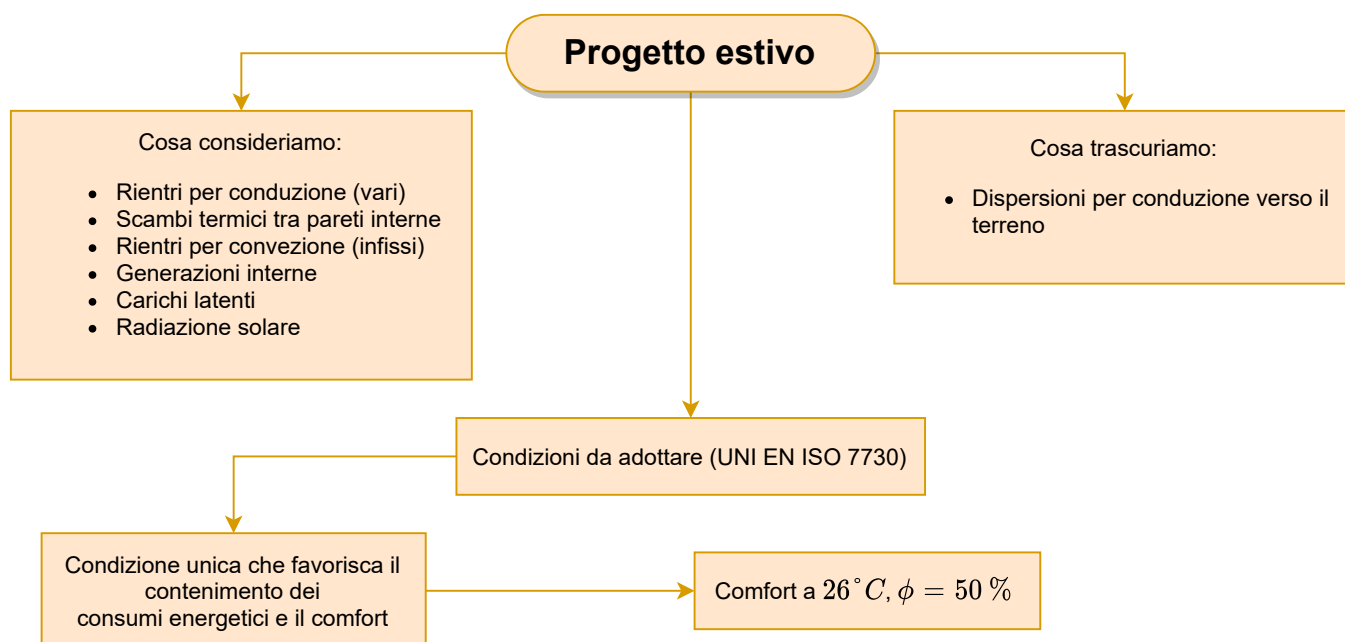 Progetto estivo
Cosa consideriamo:
• Rientri per conduzione (vari)
• Scambi termici tra pareti interne
• Rientri per convezione (infissi)
• Generazioni interne
• Carichi latenti
• Radiazione solare
Cosa trascuriamo:
• Dispersioni per conduzione verso il
terreno
Condizioni da adottare (UNI EN ISO 7730)
Condizione unica che favorisca il
contenimento dei
consumi energetici e il comfort
Comfort a 26°C, ϕ = 50 %